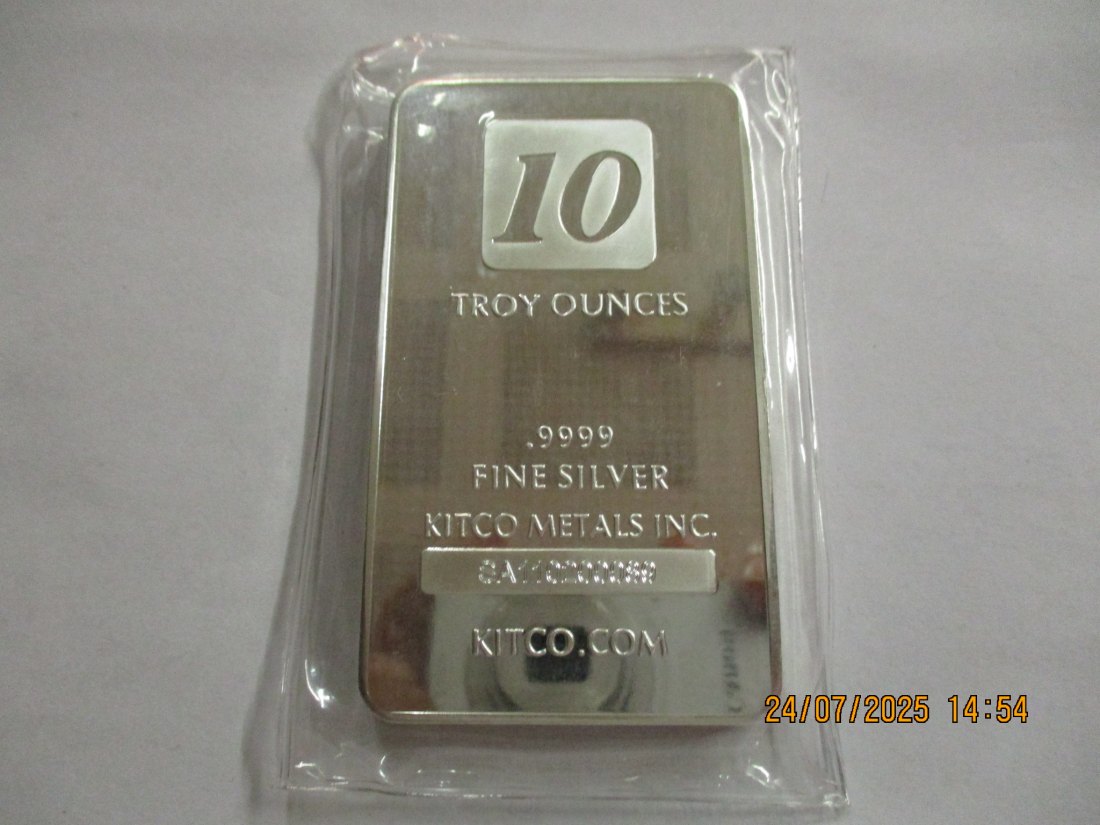 10
TROY OUNCES
.9999
FINE SILVER
KITCO METALS INC.
KITCO.COM
24/07/2025 14:54